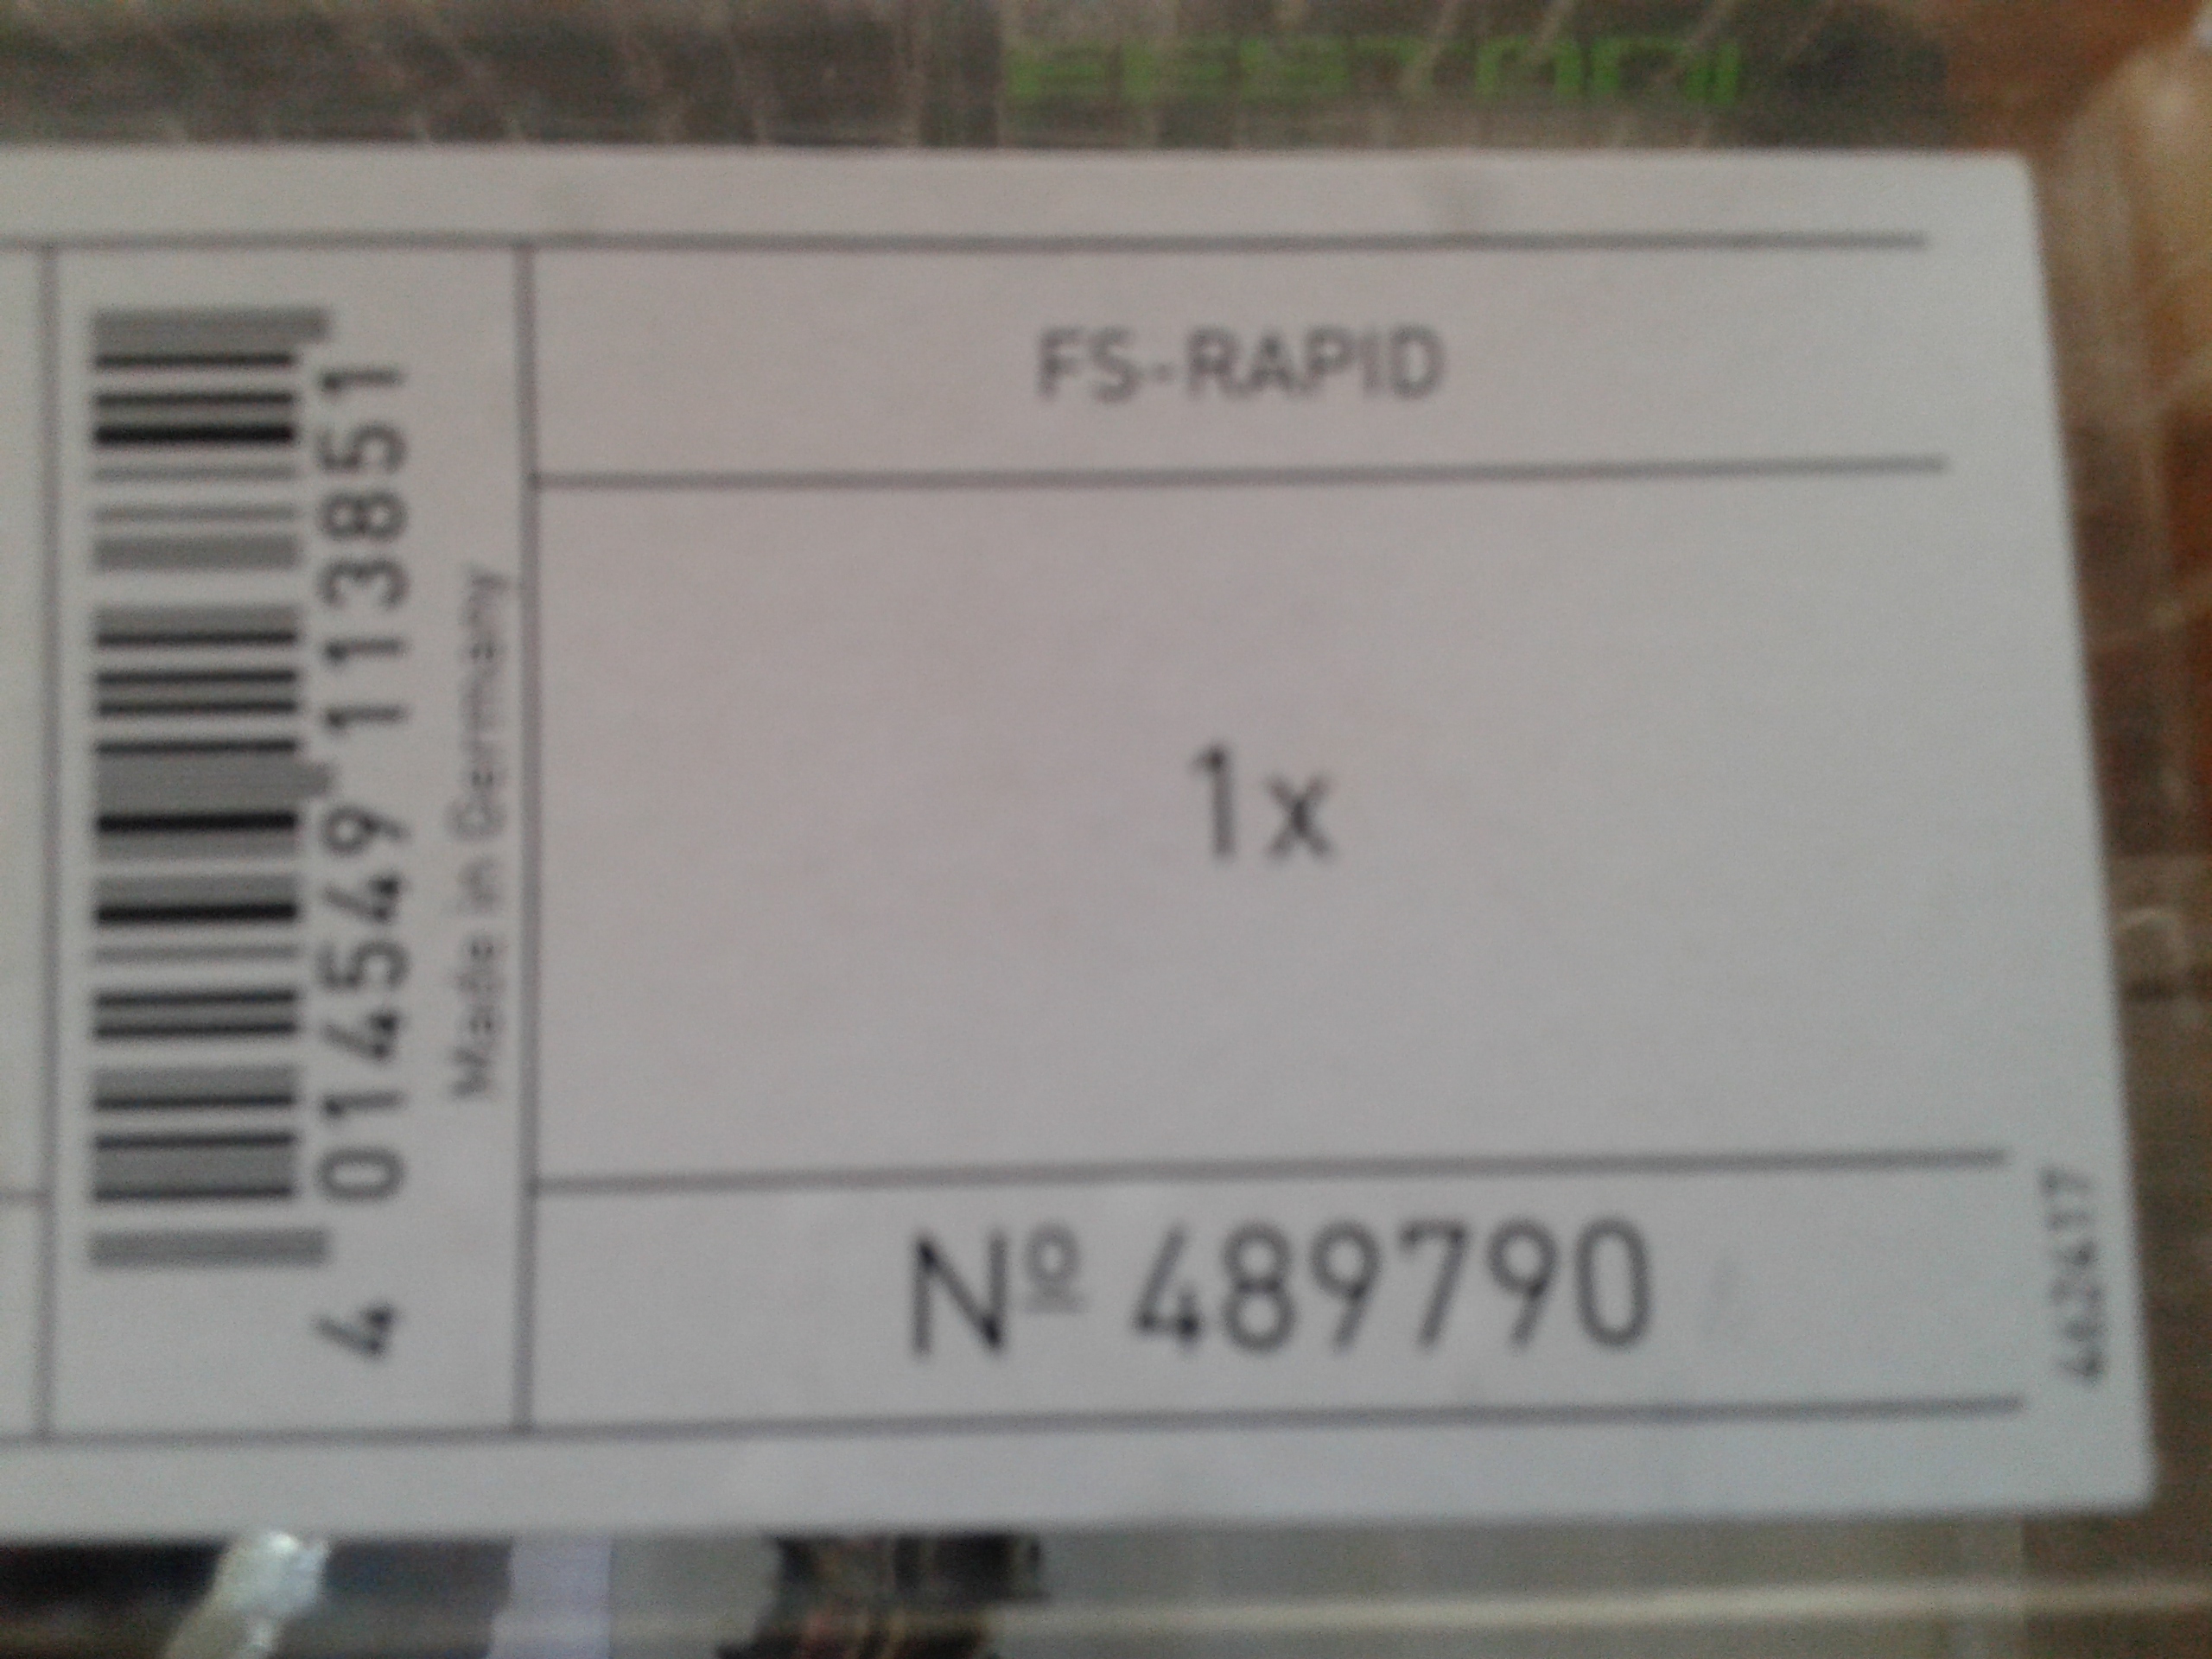 FS-RAPID
1x
Nº 489790
4 014549 113851
Made in Germany